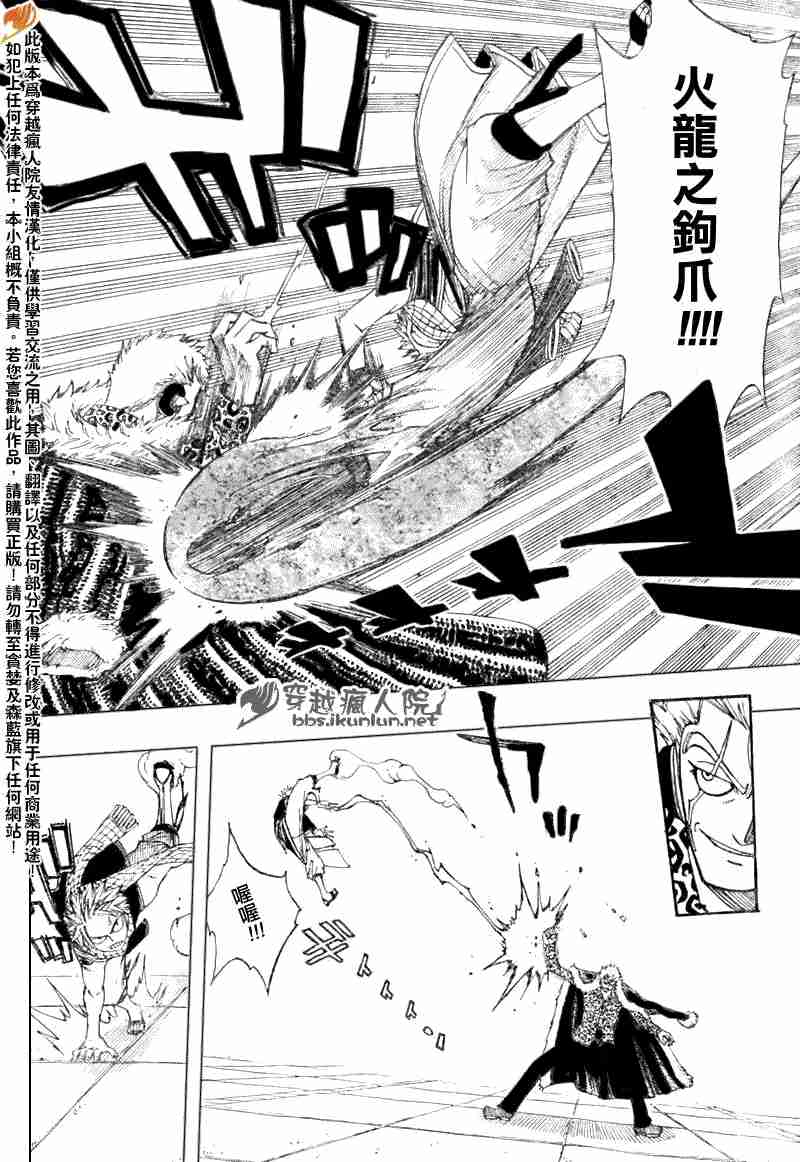 火龍之鉤爪!!!!
喔喔!!!
此版本爲穿越瘋人院友情漢化，僅供學習交流之用，其圖、翻譯以及任何部分不得進行修改或用于任何商業用途！
如犯上任何法律責任，本小組概不負責。若您喜歡此作品，請購買正版！請勿轉至貪婪及森藍旗下任何網站！
穿越瘋人院
bbs.ikunlun.net